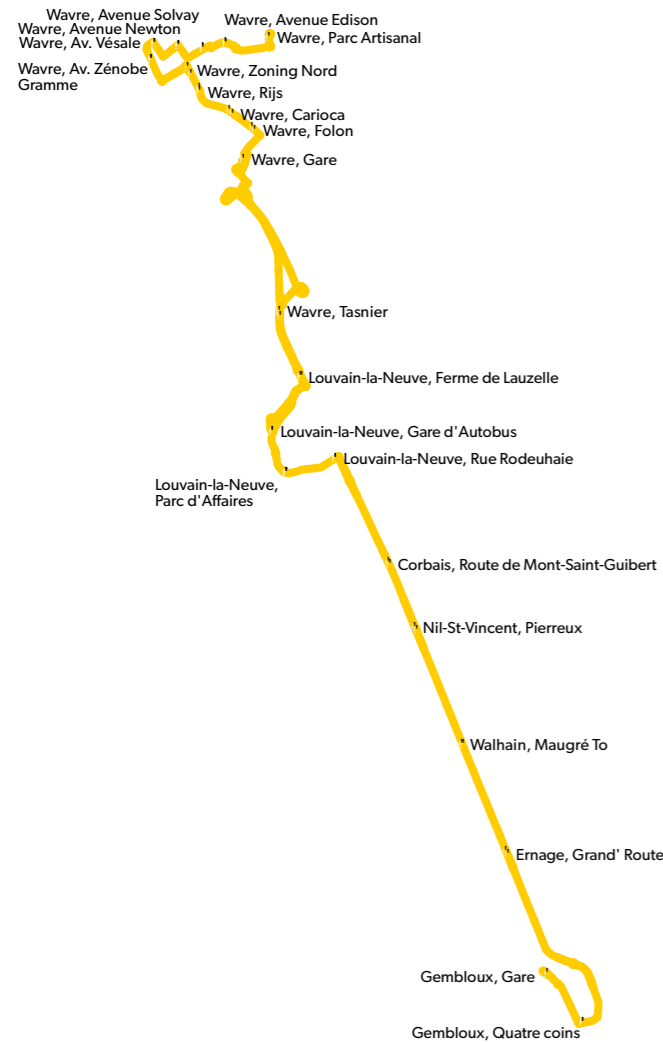 Wavre, Avenue Solvay
Wavre, Avenue Newton
Wavre, Av. Vésale
Wavre, Av. Zénobe
Gramme
Wavre, Avenue Edison
Wavre, Parc Artisanal
Wavre, Zoning Nord
Wavre, Rijs
Wavre, Carioca
Wavre, Folon
Wavre, Gare
Wavre, Tasnier
Louvain-la-Neuve, Ferme de Lauzelle
Louvain-la-Neuve, Gare d'Autobus
Louvain-la-Neuve, Rue Rodeuhaie
Louvain-la-Neuve,
Parc d'Affaires
Corbais, Route de Mont-Saint-Guibert
Nil-St-Vincent, Pierreux
Walhain, Maugré To
Ernage, Grand' Route
Gembloux, Gare
Gembloux, Quatre coins